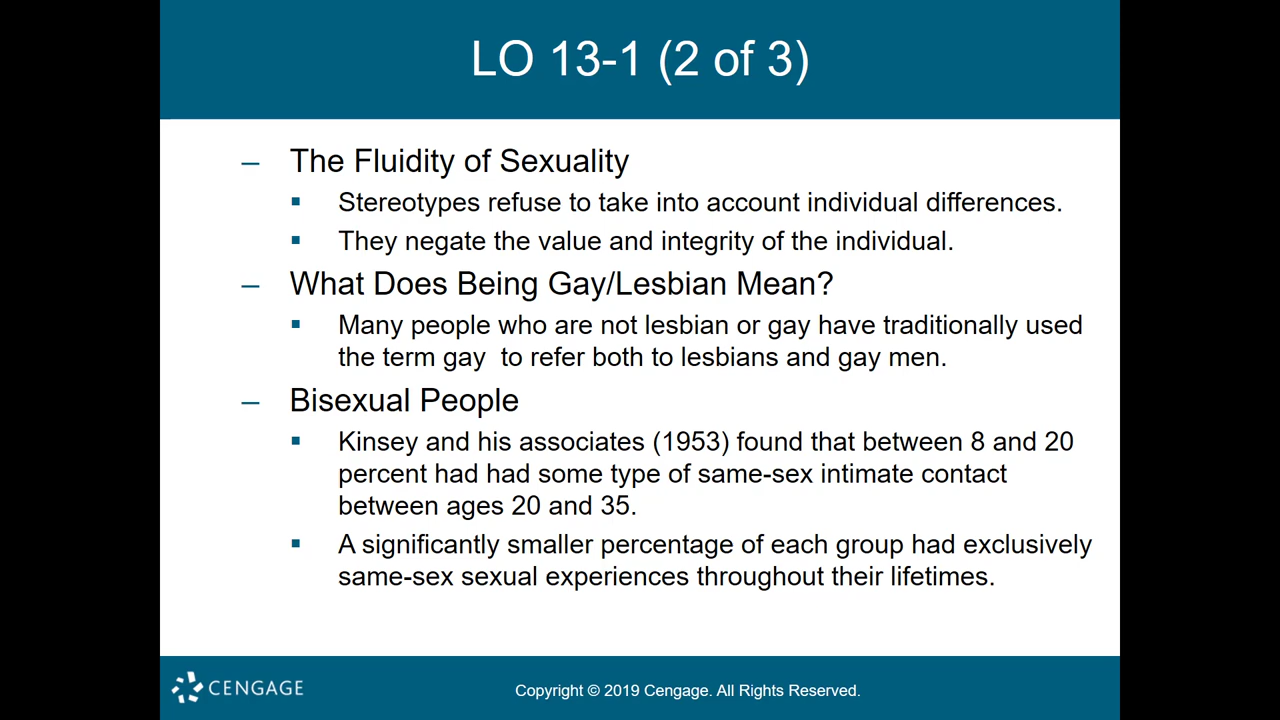 LO 13-1 (2 of 3)
– The Fluidity of Sexuality
▪ Stereotypes refuse to take into account individual differences.
▪ They negate the value and integrity of the individual.
– What Does Being Gay/Lesbian Mean?
▪ Many people who are not lesbian or gay have traditionally used
the term gay  to refer both to lesbians and gay men.
– Bisexual People
▪ Kinsey and his associates (1953) found that between 8 and 20
percent had had some type of same-sex intimate contact
between ages 20 and 35.
▪ A significantly smaller percentage of each group had exclusively
same-sex sexual experiences throughout their lifetimes.
CENGAGE
Copyright © 2019 Cengage. All Rights Reserved.